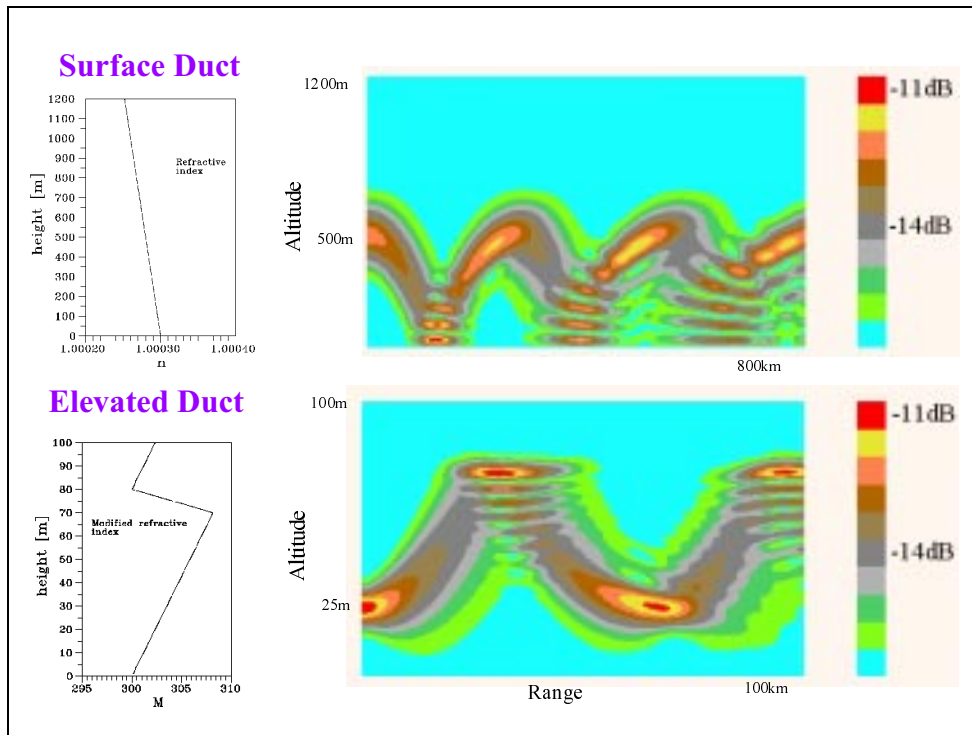 Surface Duct
1200
1100
1000
900
800
700
600
500
400
300
200
100
0
height [m]
Refractive
index
1.00020
1.00030
1.00040
n
1200m
500m
Altitude
800km
-11dB
-14dB
Elevated Duct
100
90
80
70
60
50
40
30
20
10
0
height [m]
Modified refractive
index
295
300
305
310
M
100m
25m
Altitude
Range
100km
-11dB
-14dB